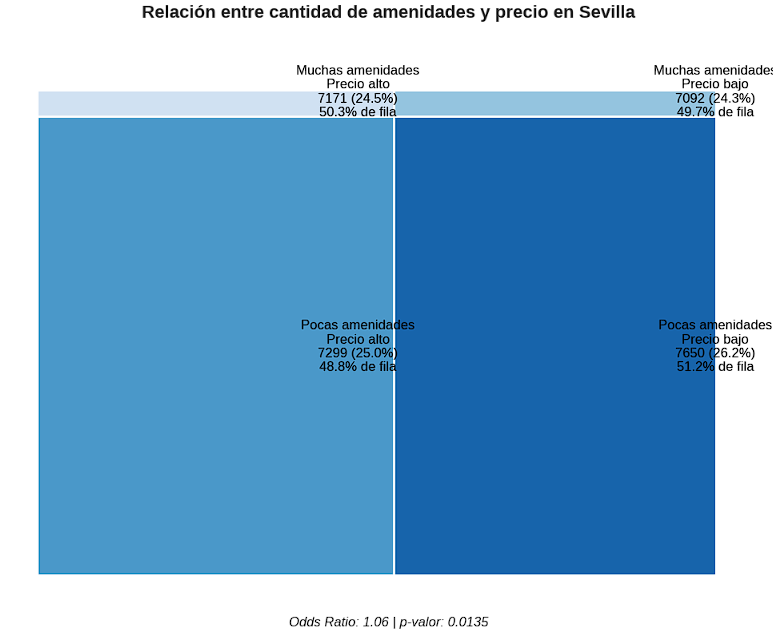 Relación entre cantidad de amenidades y precio en Sevilla
Muchas amenidades
Precio alto
7171 (24.5%)
50.3% de fila
Muchas amenidades
Precio bajo
7092 (24.3%)
49.7% de fila
Pocas amenidades
Precio alto
7299 (25.0%)
48.8% de fila
Pocas amenidades
Precio bajo
7650 (26.2%)
51.2% de fila
Odds Ratio: 1.06 | p-valor: 0.0135